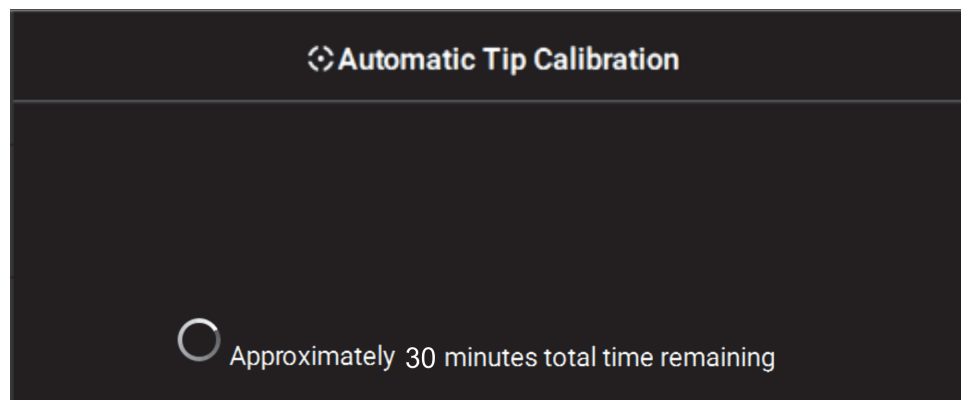 Automatic Tip Calibration
Approximately 30 minutes total time remaining